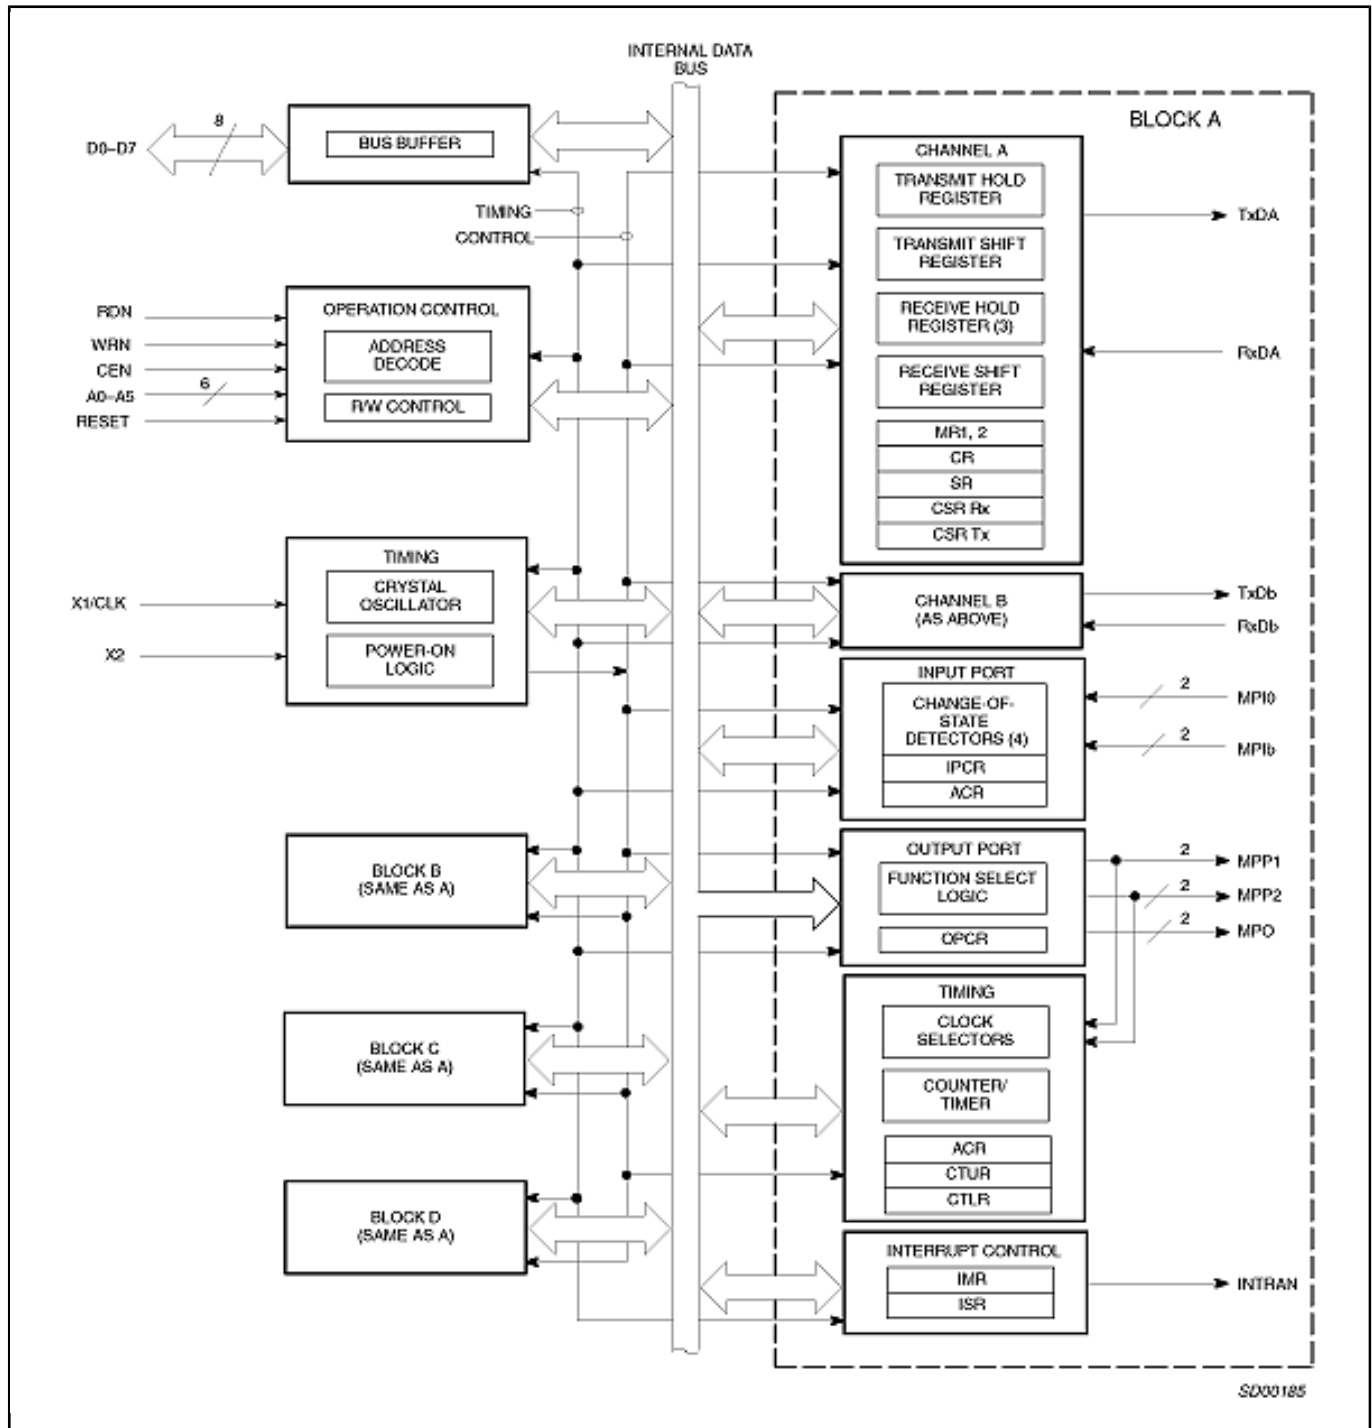 INTERNAL DATA
BUS
D0–D7
8
BUS BUFFER
TIMING
CONTROL
RDN
WRN
CEN
A0–A5
6
RESET
OPERATION CONTROL
ADDRESS
DECODE
R/W CONTROL
X1/CLK
X2
TIMING
CRYSTAL
OSCILLATOR
POWER-ON
LOGIC
BLOCK B
(SAME AS A)
BLOCK C
(SAME AS A)
BLOCK D
(SAME AS A)
BLOCK A
CHANNEL A
TRANSMIT HOLD
REGISTER
TRANSMIT SHIFT
REGISTER
RECEIVE HOLD
REGISTER (3)
RECEIVE SHIFT
REGISTER
MR1, 2
CR
SR
CSR Rx
CSR Tx
TxDA
RxDA
CHANNEL B
(AS ABOVE)
TxDb
RxDb
INPUT PORT
CHANGE-OF-
STATE
DETECTORS (4)
IPCR
ACR
2
MPI0
2
MPIb
OUTPUT PORT
FUNCTION SELECT
LOGIC
OPCR
2
MPP1
2
MPP2
2
MPO
TIMING
CLOCK
SELECTORS
COUNTER/
TIMER
ACR
CTUR
CTLR
INTERRUPT CONTROL
IMR
ISR
INTRAN
SD00185